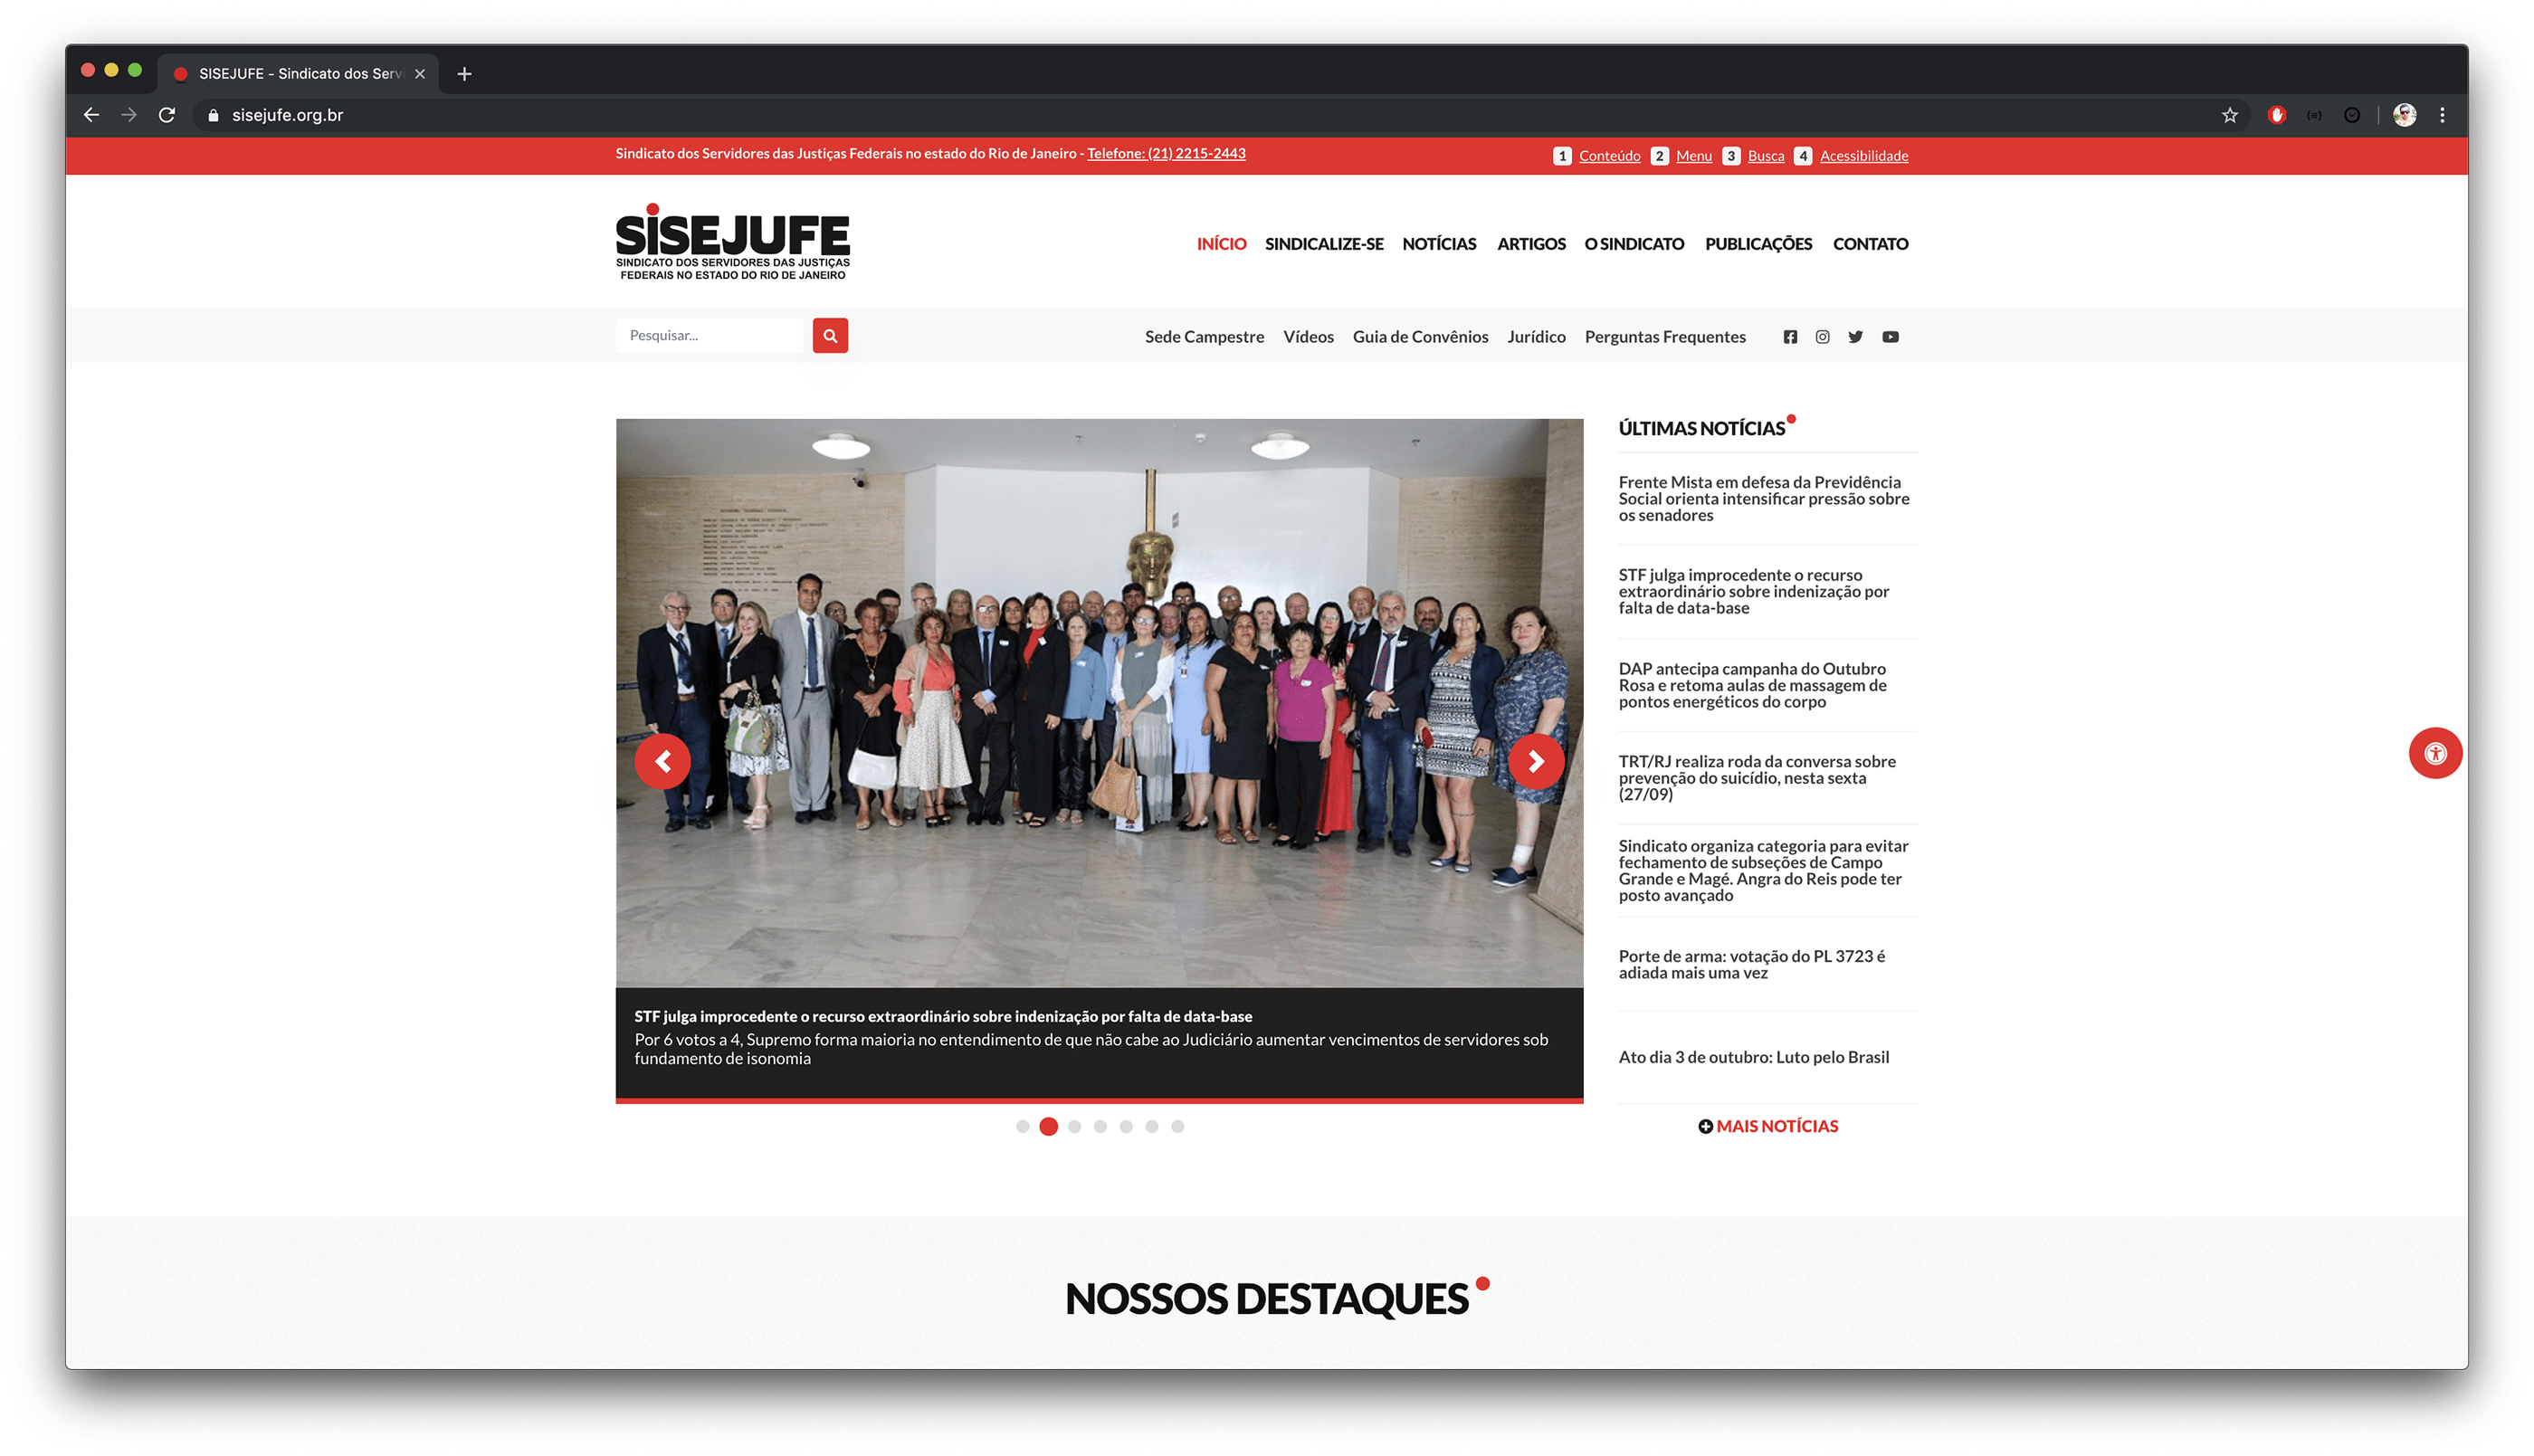 SISEJUFE - Sindicato dos Serv
sisejufe.org.br
Sindicato dos Servidores das Justiças Federais no estado do Rio de Janeiro - Telefone: (21) 2215-2443
1 Conteúdo 2 Menu 3 Busca 4 Acessibilidade
SISEJUFE
SINDICATO DOS SERVIDORES DAS JUSTIÇAS
FEDERAIS NO ESTADO DO RIO DE JANEIRO
INÍCIO SINDICALIZE-SE NOTÍCIAS ARTIGOS O SINDICATO PUBLICAÇÕES CONTATO
Pesquisar...
Sede Campestre Vídeos Guia de Convênios Jurídico Perguntas Frequentes
STF julga improcedente o recurso extraordinário sobre indenização por falta de data-base
Por 6 votos a 4, Supremo forma maioria no entendimento de que não cabe ao Judiciário aumentar vencimentos de servidores sob
fundamento de isonomia
ÚLTIMAS NOTÍCIAS
Frente Mista em defesa da Previdência
Social orienta intensificar pressão sobre
os senadores
STF julga improcedente o recurso
extraordinário sobre indenização por
falta de data-base
DAP antecipa campanha do Outubro
Rosa e retoma aulas de massagem de
pontos energéticos do corpo
TRT/RJ realiza roda da conversa sobre
prevenção do suicídio, nesta sexta
(27/09)
Sindicato organiza categoria para evitar
fechamento de subseções de Campo
Grande e Magé. Angra do Reis pode ter
posto avançado
Porte de arma: votação do PL 3723 é
adiada mais uma vez
Ato dia 3 de outubro: Luto pelo Brasil
MAIS NOTÍCIAS
NOSSOS DESTAQUES